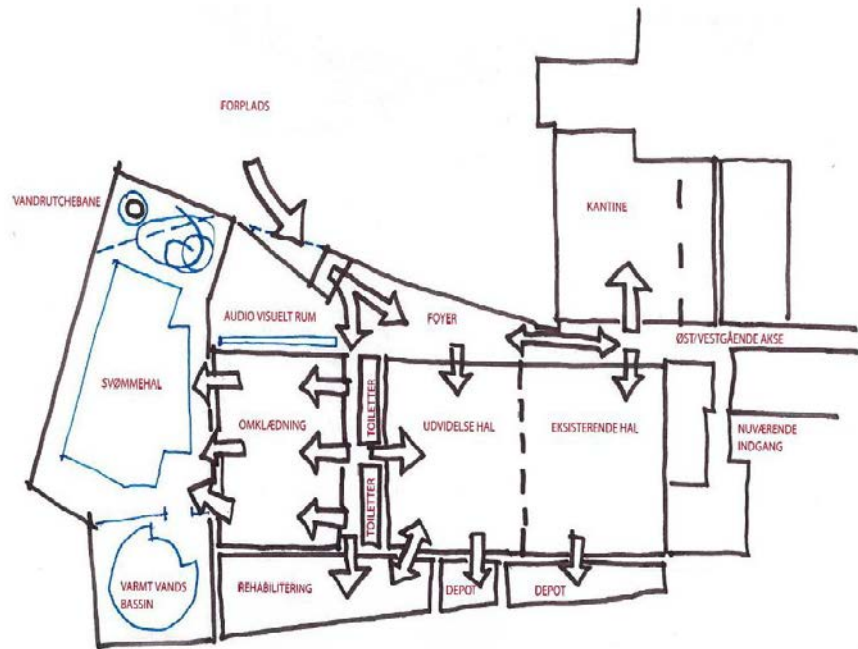 FORPLADS
VANDRUTCHEBANE
KANTINE
AUDIO VISUELT RUM
FOYER
ØST/VESTGÅENDE AKSE
SVØMMEHAL
OMKLÆDNING
TOILETTER
UDVIDELSE HAL
EKSISTERENDE HAL
NUVÆRENDE
INDGANG
TOILETTER
VARMT VANDS
BASSIN
REHABILITERING
DEPOT
DEPOT